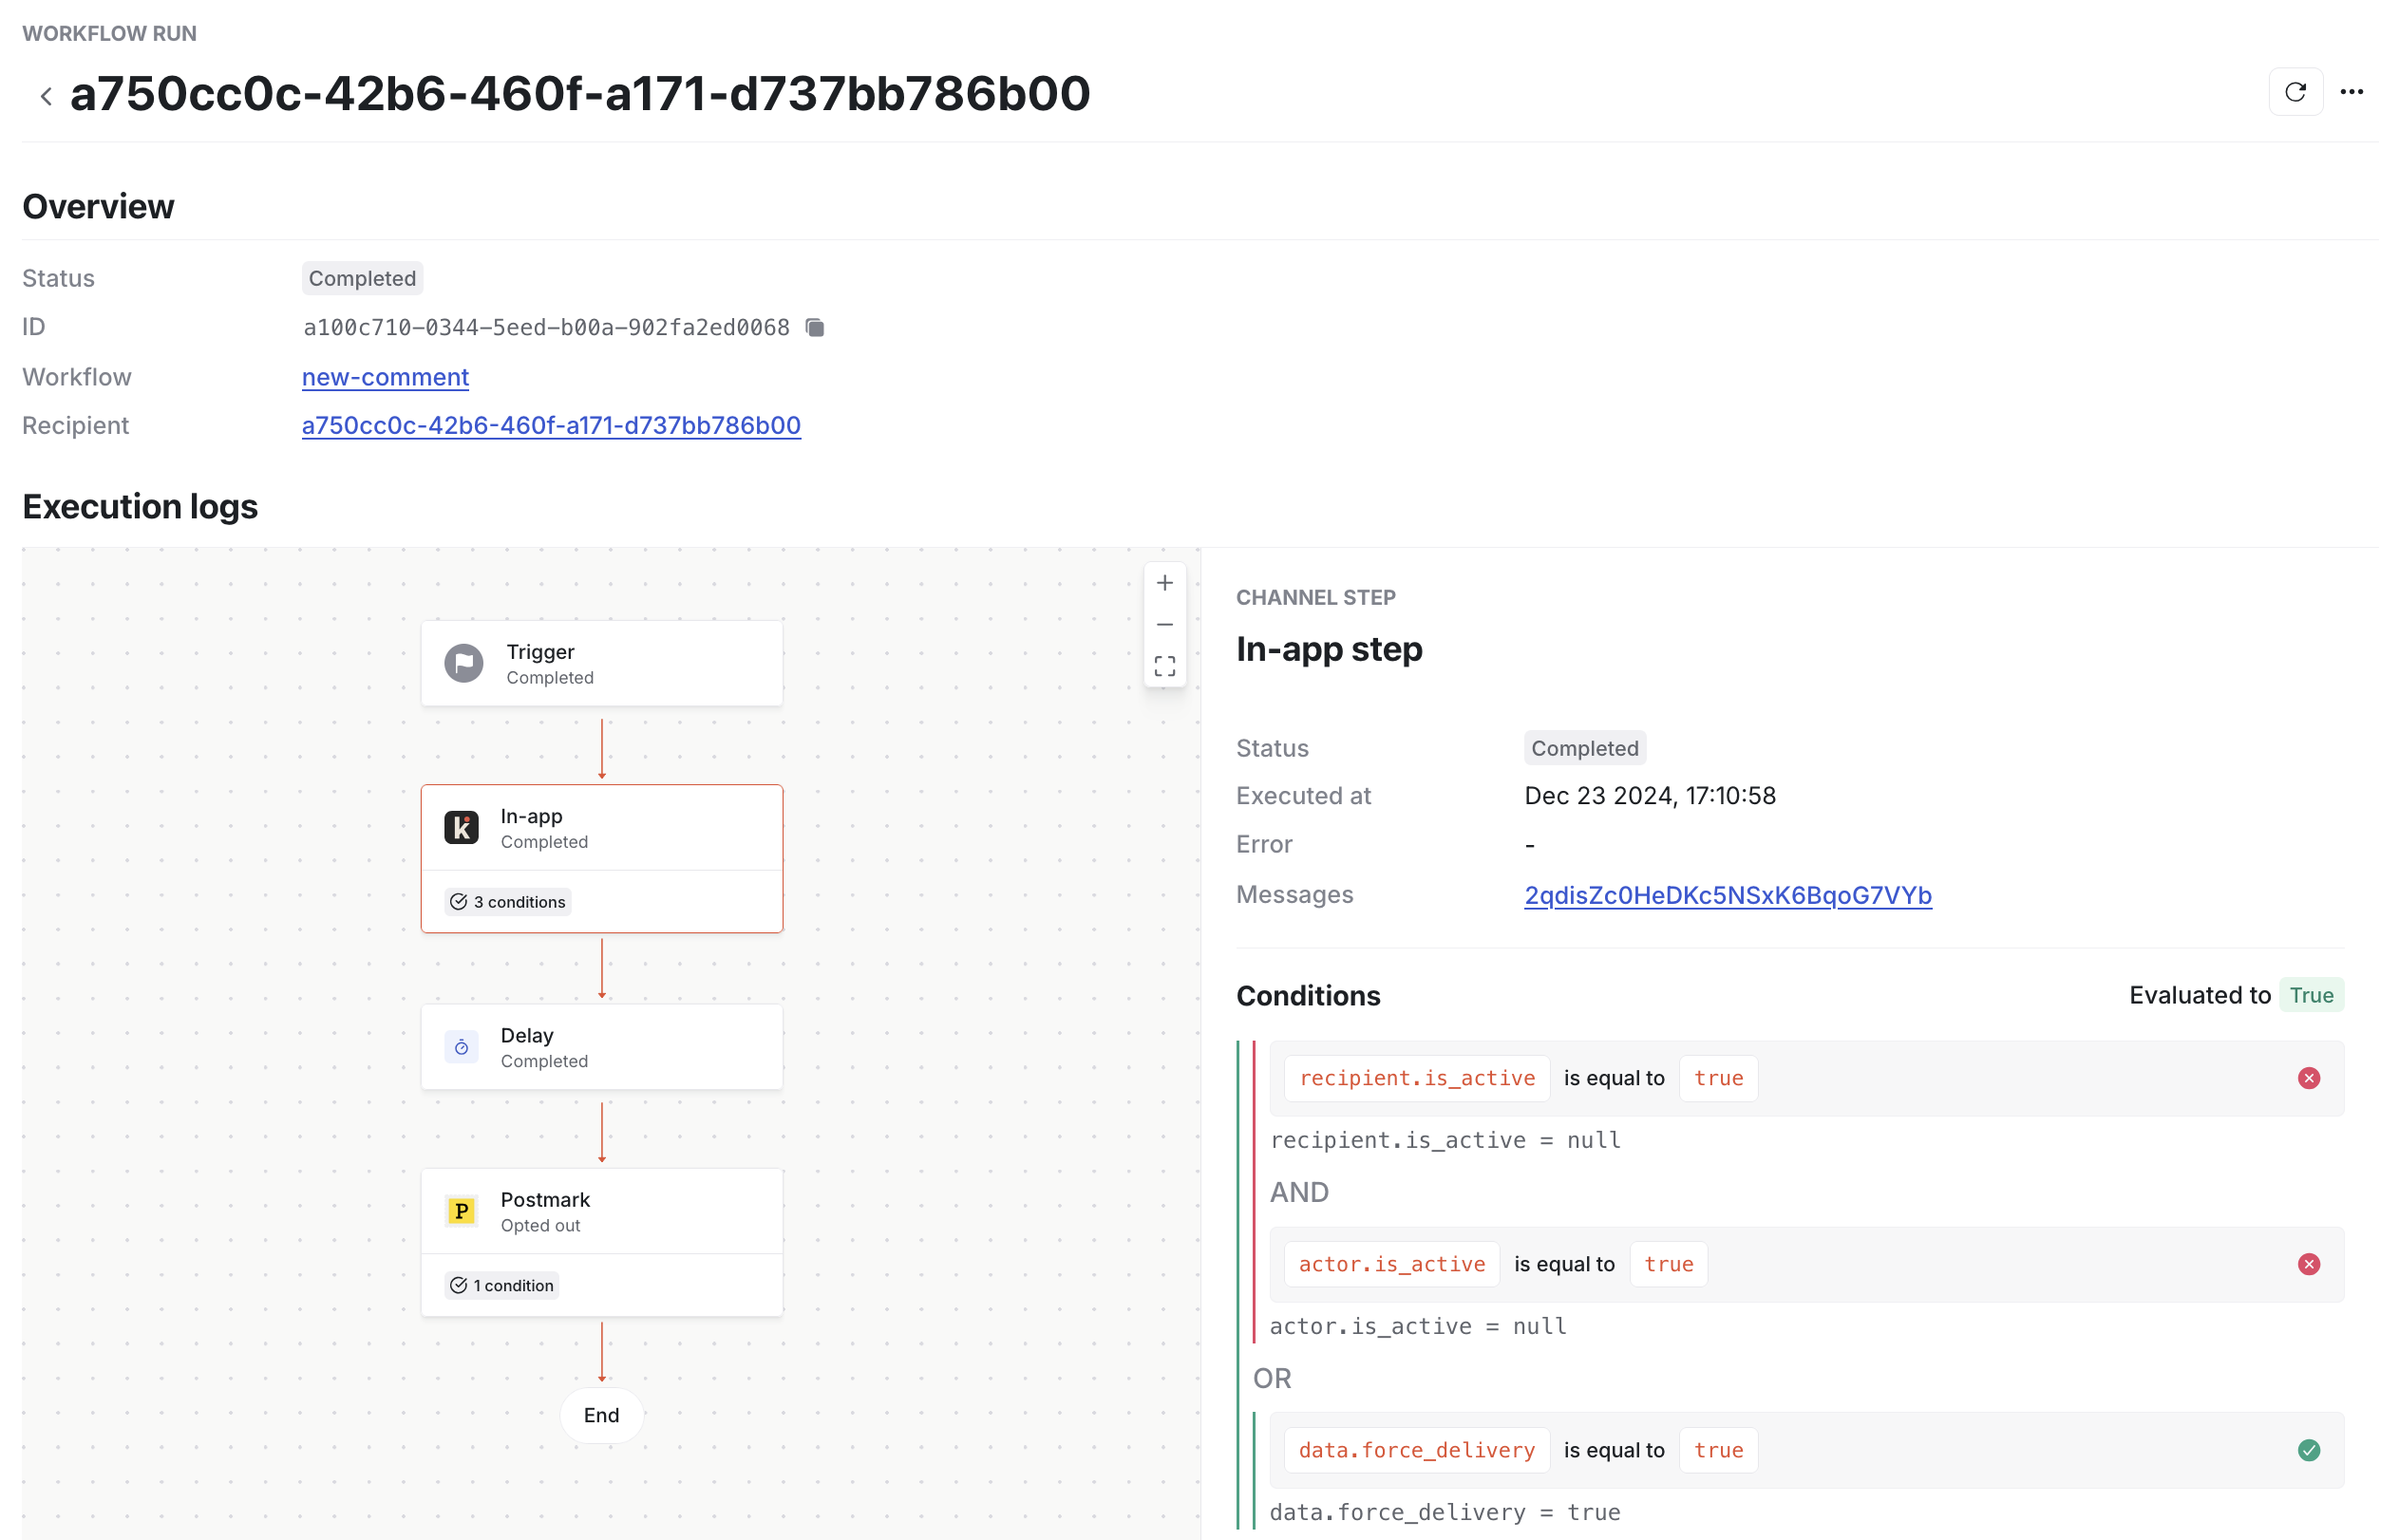 WORKFLOW RUN
a750cc0c-42b6-460f-a171-d737bb786b00
Overview
Status Completed
ID a100c710-0344-5eed-b00a-902fa2ed0068
Workflow new-comment
Recipient a750cc0c-42b6-460f-a171-d737bb786b00
Execution logs
Trigger
Completed
In-app
Completed
3 conditions
Delay
Completed
P Postmark
Opted out
1 condition
End
CHANNEL STEP
In-app step
Status Completed
Executed at Dec 23 2024, 17:10:58
Error -
Messages 2qdisZc0HeDKc5NSxK6BqoG7VYb
Conditions Evaluated to True
recipient.is_active is equal to true
recipient.is_active = null
AND
actor.is_active is equal to true
actor.is_active = null
OR
data.force_delivery is equal to true
data.force_delivery = true